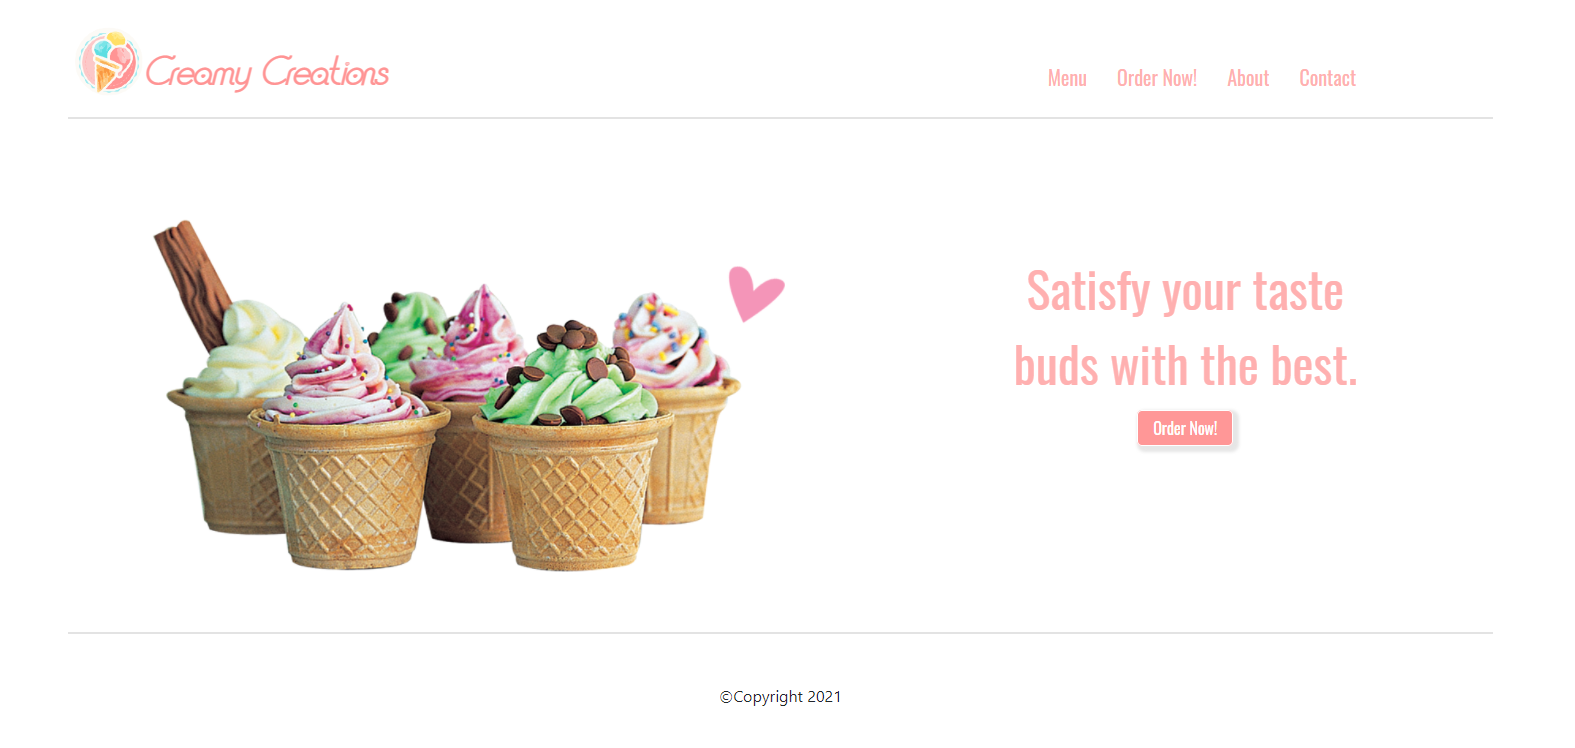 Creamy Creations
Menu Order Now! About Contact
Satisfy your taste
buds with the best.
Order Now!
©Copyright 2021